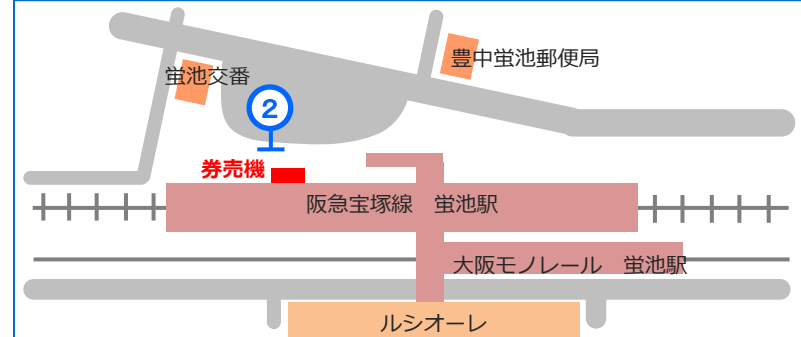 豊中蛍池郵便局
蛍池交番
2
券売機
阪急宝塚線　蛍池駅
大阪モノレール　蛍池駅
ルシオーレ